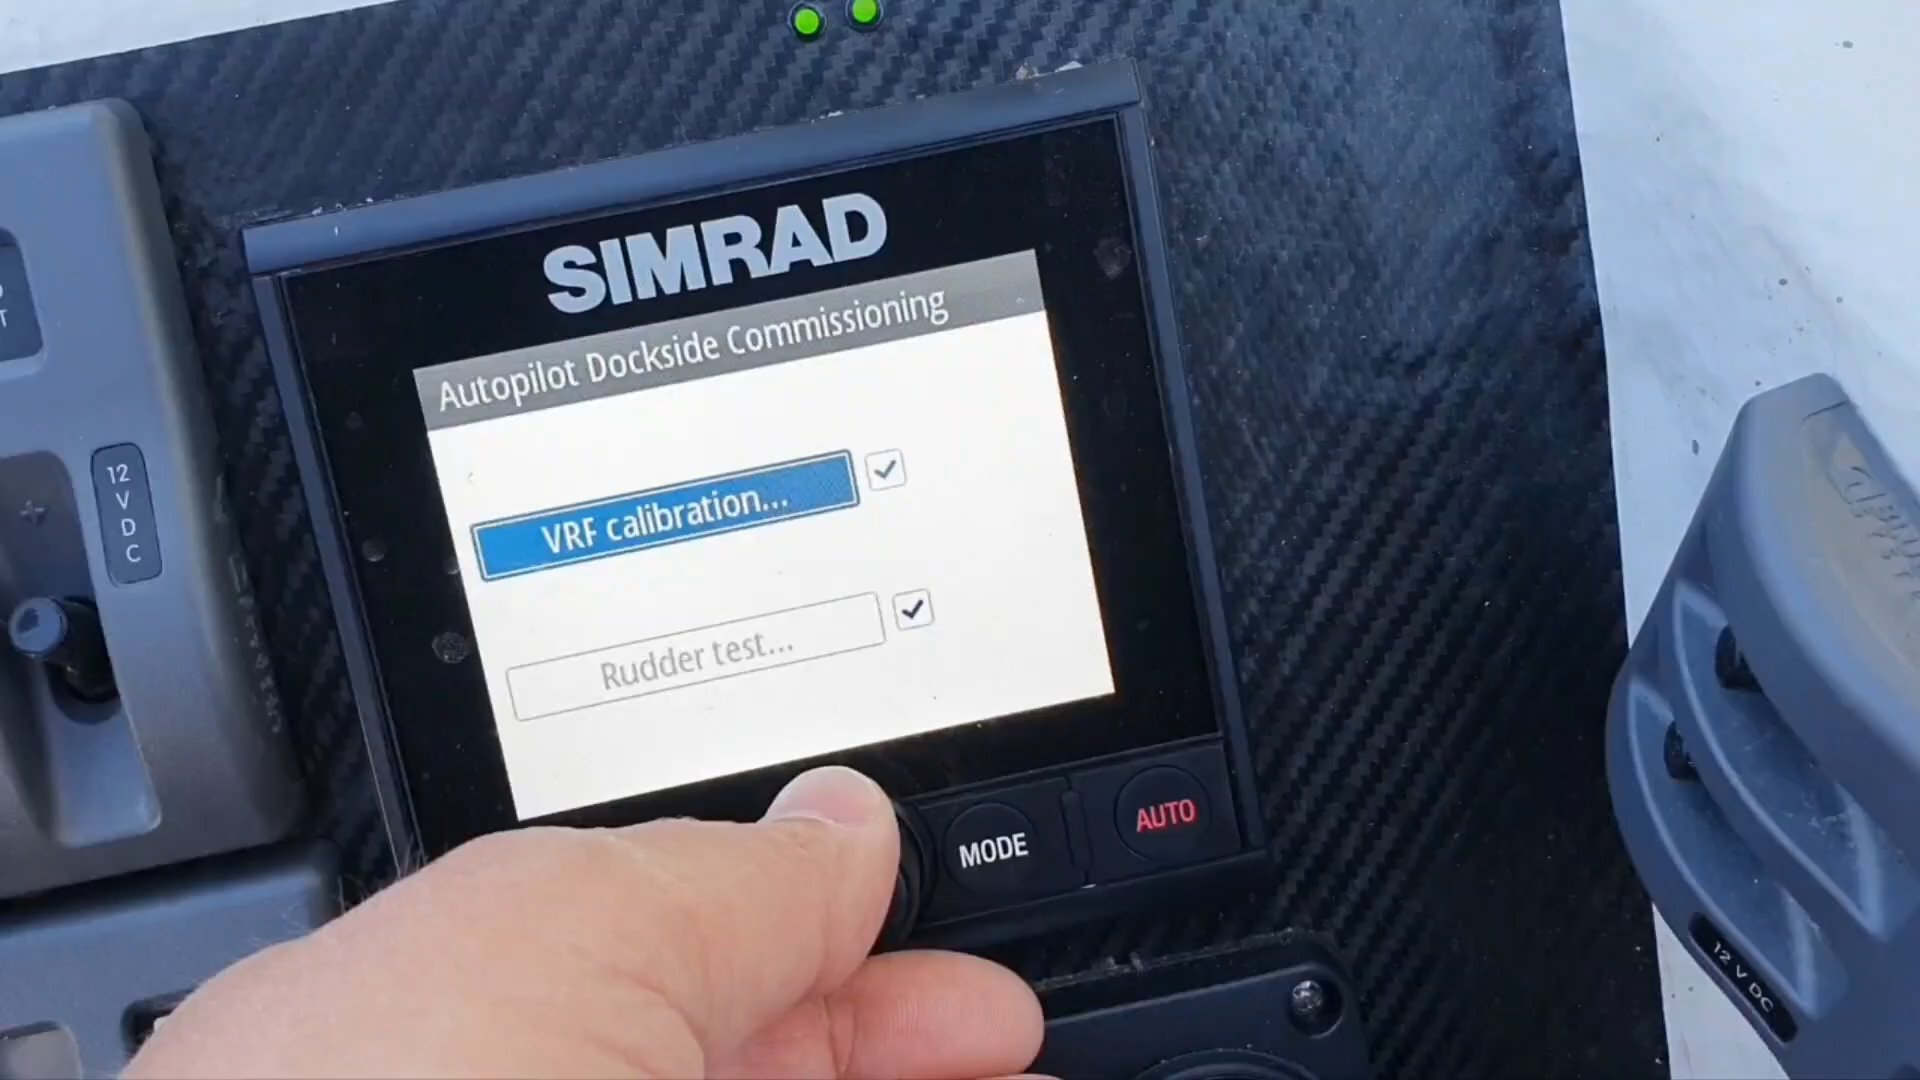 SIMRAD
Autopilot Dockside Commissioning
VRF calibration...
Rudder test...
MODE
AUTO
12
V
D
C
12 V DC